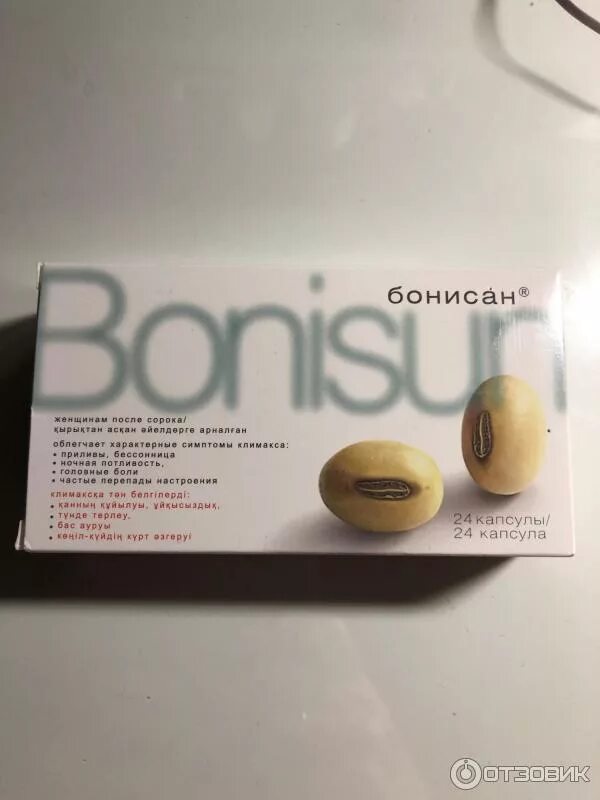 Bonisun
бонисан®
женщинам после сорока/
қырықтан асқан әйелдерге арналған
облегчает характерные симптомы климакса:
• приливы, бессонница
• ночная потливость,
• головные боли
• частые перепады настроения
климаксқа тән белгілерді:
• қанның құйылуы, ұйқысыздық,
• түнде терлеу,
• бас ауруы
• көңіл-күйдің күрт өзгеруі
24 капсулы/
24 капсула
ОТЗОВИК